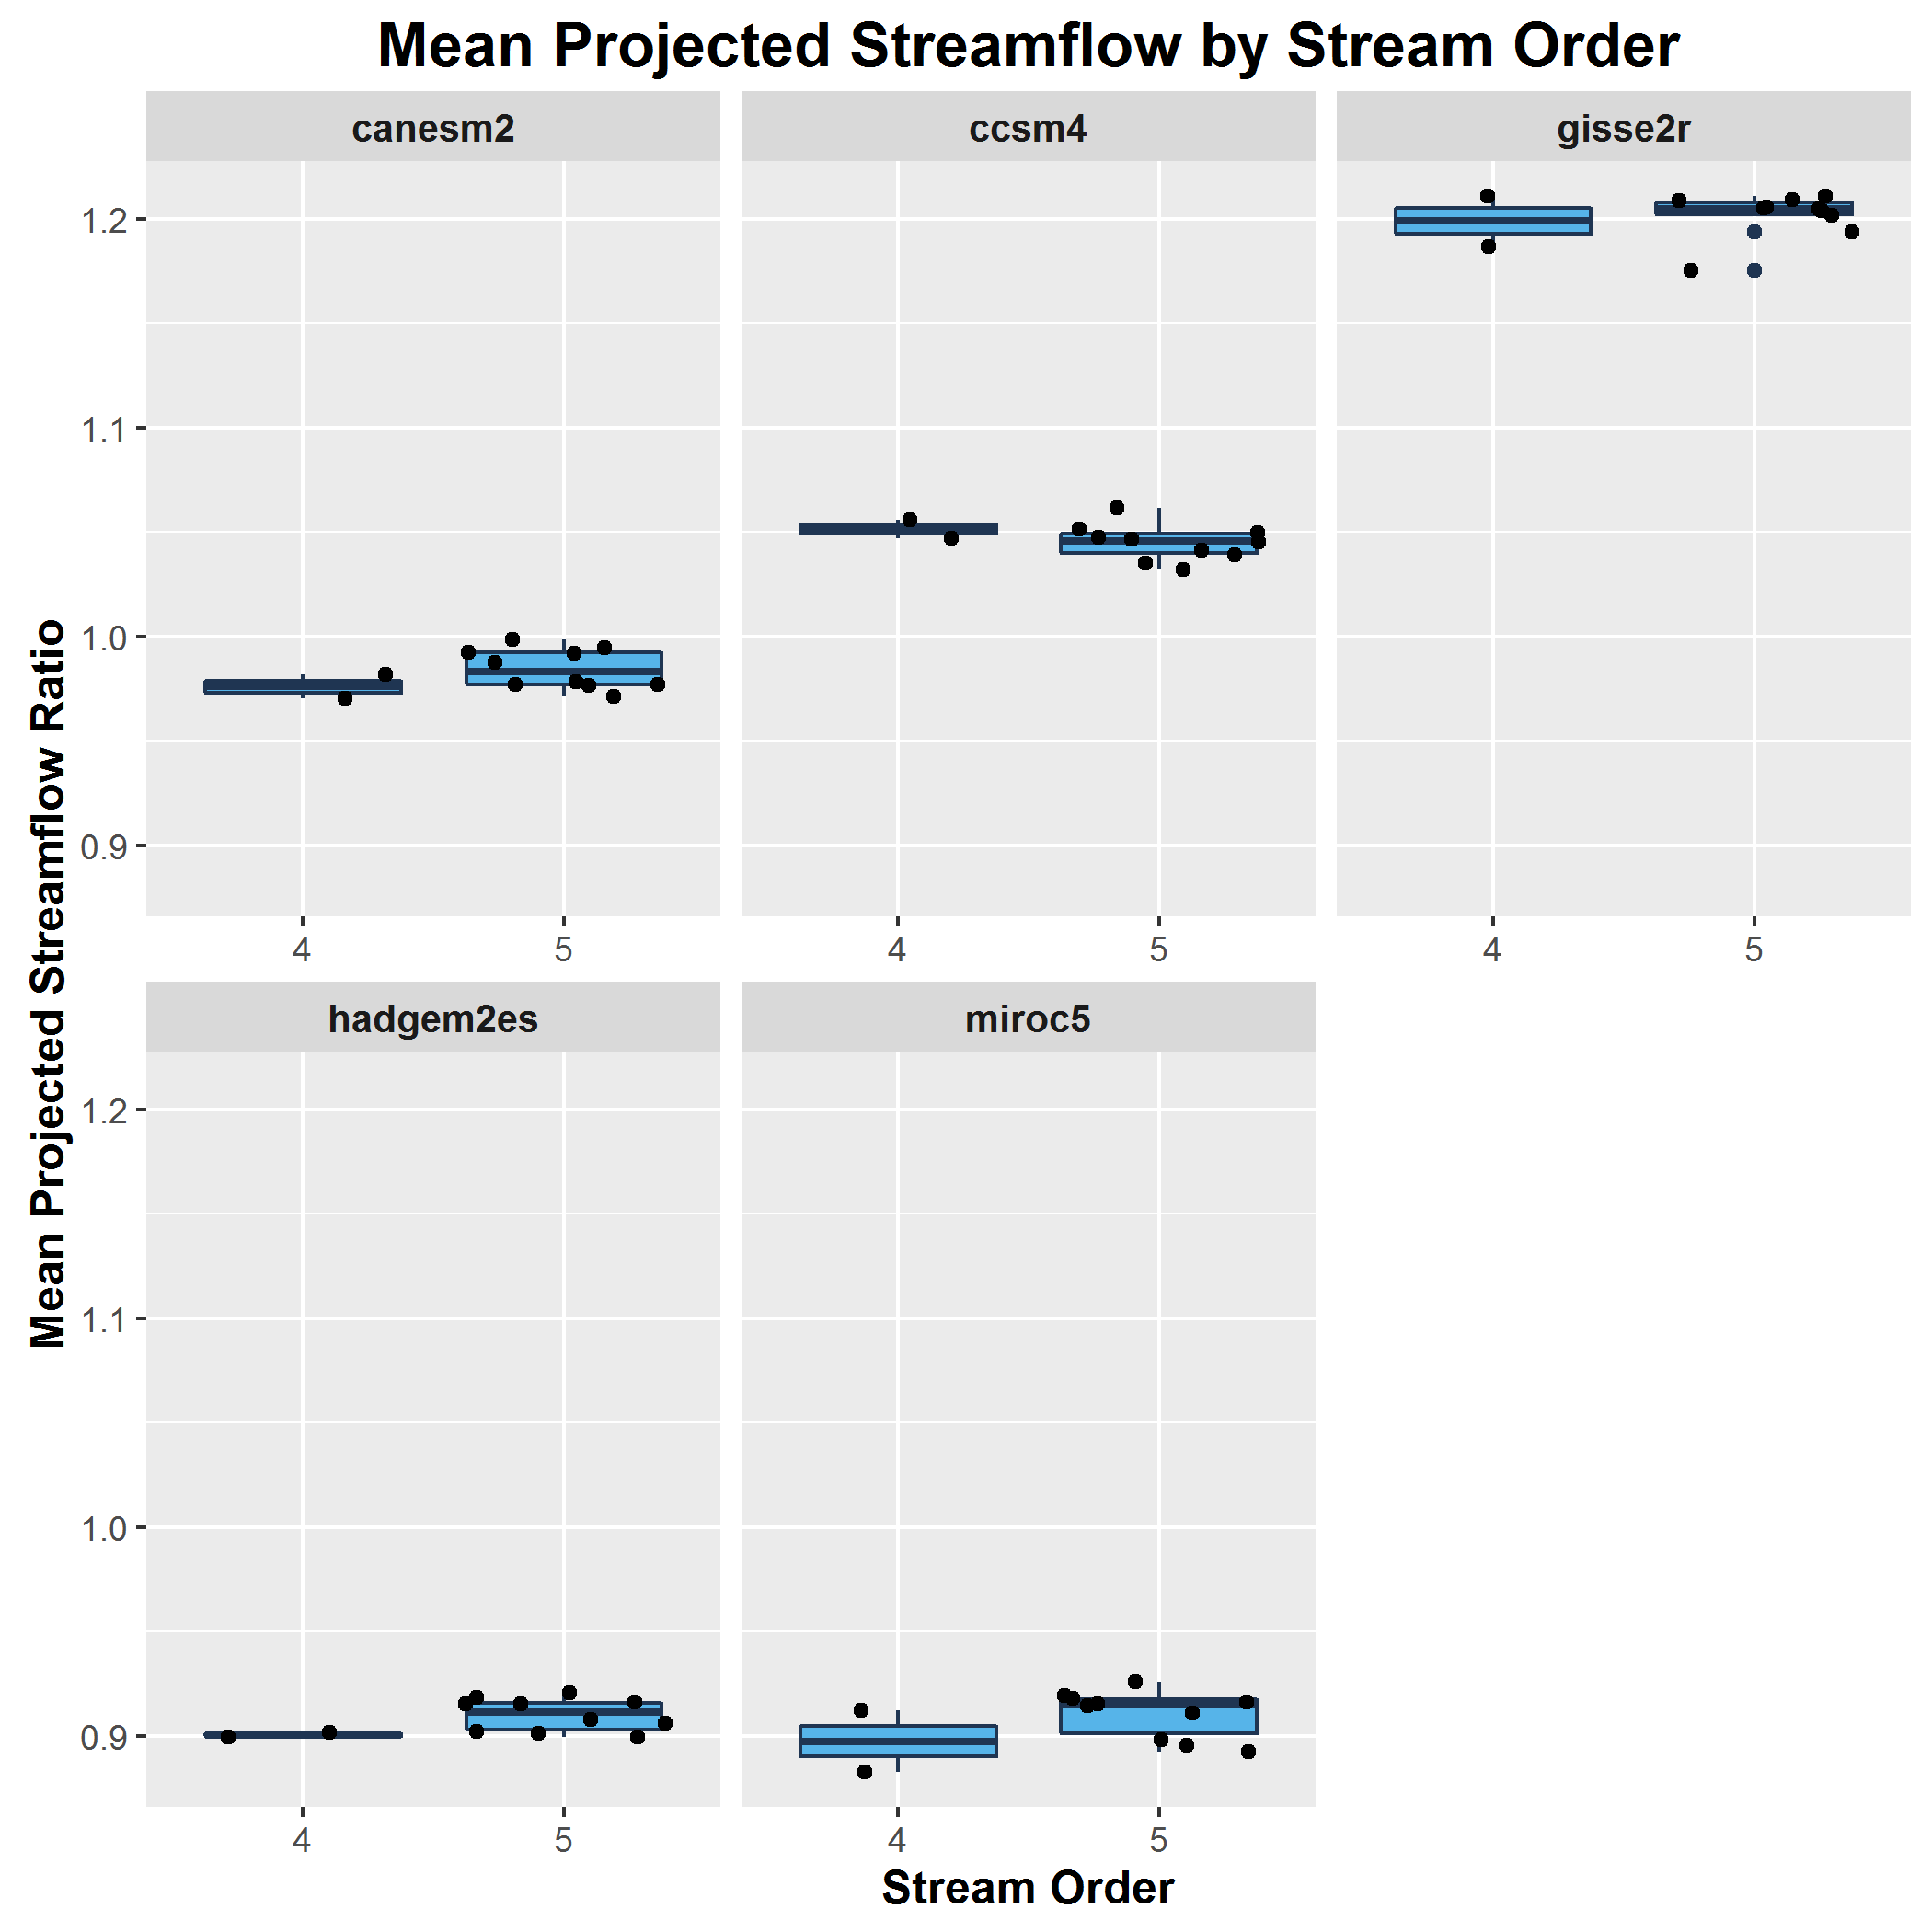 Mean Projected Streamflow by Stream Order
canesm2
ccsm4
gisse2r
1.2
1.1
1.0
0.9
4
5
4
5
4
5
Mean Projected Streamflow Ratio
hadgem2es
miroc5
1.2
1.1
1.0
0.9
4
5
4
5
Stream Order